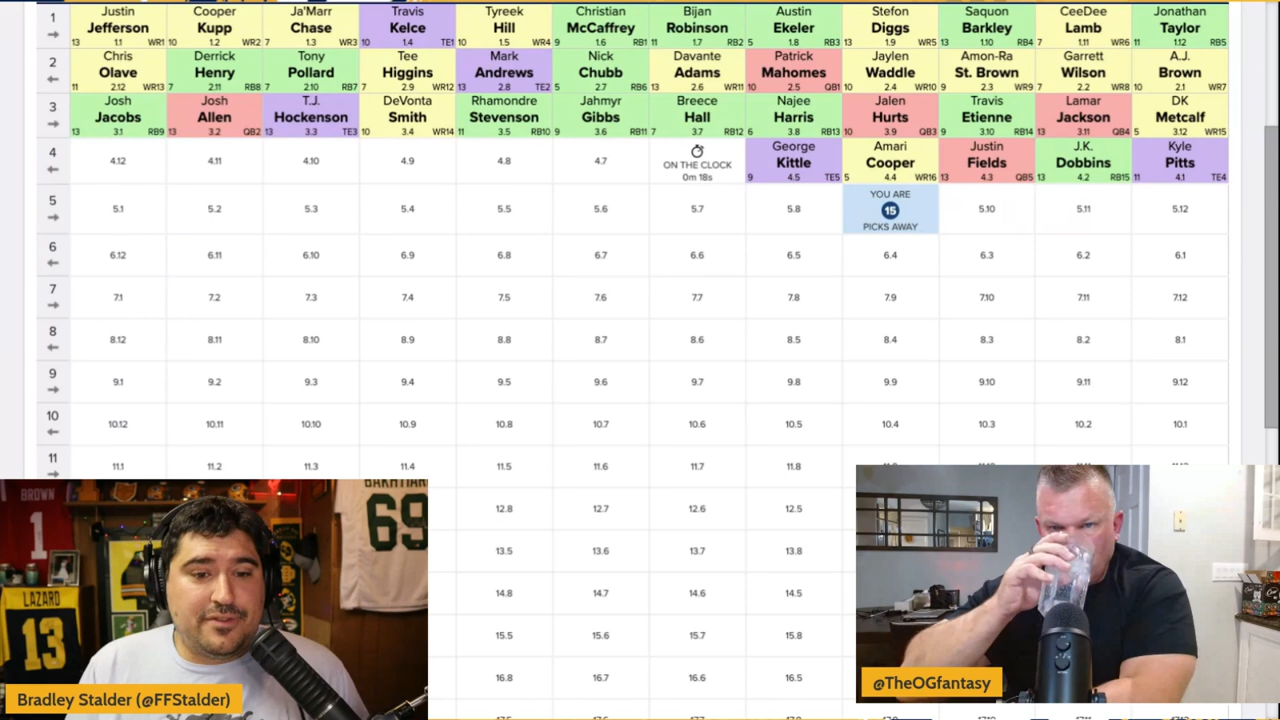 1
Justin
Jefferson
13 1.1 WR1
Cooper
Kupp
10 1.2 WR2
Ja'Marr
Chase
7 1.3 WR3
Travis
Kelce
10 1.4 TE1
Tyreek
Hill
10 1.5 WR4
Christian
McCaffrey
9 1.6 RB1
Bijan
Robinson
11 1.7 RB2
Austin
Ekeler
5 1.8 RB3
Stefon
Diggs
13 1.9 WR5
Saquon
Barkley
13 1.10 RB4
CeeDee
Lamb
7 1.11 WR6
Jonathan
Taylor
11 1.12 RB5
2
Chris
Olave
11 2.12 WR13
Derrick
Henry
7 2.11 RB8
Tony
Pollard
7 2.10 RB7
Tee
Higgins
7 2.9 WR12
Mark
Andrews
13 2.8 TE2
Nick
Chubb
5 2.7 RB6
Davante
Adams
13 2.6 WR11
Patrick
Mahomes
10 2.5 QB1
Jaylen
Waddle
10 2.4 WR10
Amon-Ra
St. Brown
9 2.3 WR9
Garrett
Wilson
7 2.2 WR8
A.J.
Brown
10 2.1 WR7
3
Josh
Jacobs
13 3.1 RB9
Josh
Allen
13 3.2 QB2
T.J.
Hockenson
13 3.3 TE3
DeVonta
Smith
10 3.4 WR14
Rhamondre
Stevenson
11 3.5 RB10
Jahmyr
Gibbs
9 3.6 RB11
Breece
Hall
7 3.7 RB12
Najee
Harris
6 3.8 RB13
Jalen
Hurts
10 3.9 QB3
Travis
Etienne
9 3.10 RB14
Lamar
Jackson
13 3.11 QB4
DK
Metcalf
5 3.12 WR15
4
4.12 4.11 4.10 4.9 4.8 4.7
ON THE CLOCK
0m 18s
George
Kittle
9 4.5 TE5
Amari
Cooper
5 4.4 WR16
Justin
Fields
13 4.3 QB5
J.K.
Dobbins
13 4.2 RB15
Kyle
Pitts
11 4.1 TE4
5
5.1 5.2 5.3 5.4 5.5 5.6 5.7 5.8
YOU ARE
15
PICKS AWAY
5.10 5.11 5.12
6
6.12 6.11 6.10 6.9 6.8 6.7 6.6 6.5 6.4 6.3 6.2 6.1
7
7.1 7.2 7.3 7.4 7.5 7.6 7.7 7.8 7.9 7.10 7.11 7.12
8
8.12 8.11 8.10 8.9 8.8 8.7 8.6 8.5 8.4 8.3 8.2 8.1
9
9.1 9.2 9.3 9.4 9.5 9.6 9.7 9.8 9.9 9.10 9.11 9.12
10
10.12 10.11 10.10 10.9 10.8 10.7 10.6 10.5 10.4 10.3 10.2 10.1
11
11.1 11.2 11.3 11.4 11.5 11.6 11.7 11.8
12.8 12.7 12.6 12.5
13.5 13.6 13.7 13.8
14.8 14.7 14.6 14.5
15.5 15.6 15.7 15.8
16.8 16.7 16.6 16.5
BROWN
1
LAZARD
13
69
Bradley Stalder (@FFStalder)
@TheOGfantasy